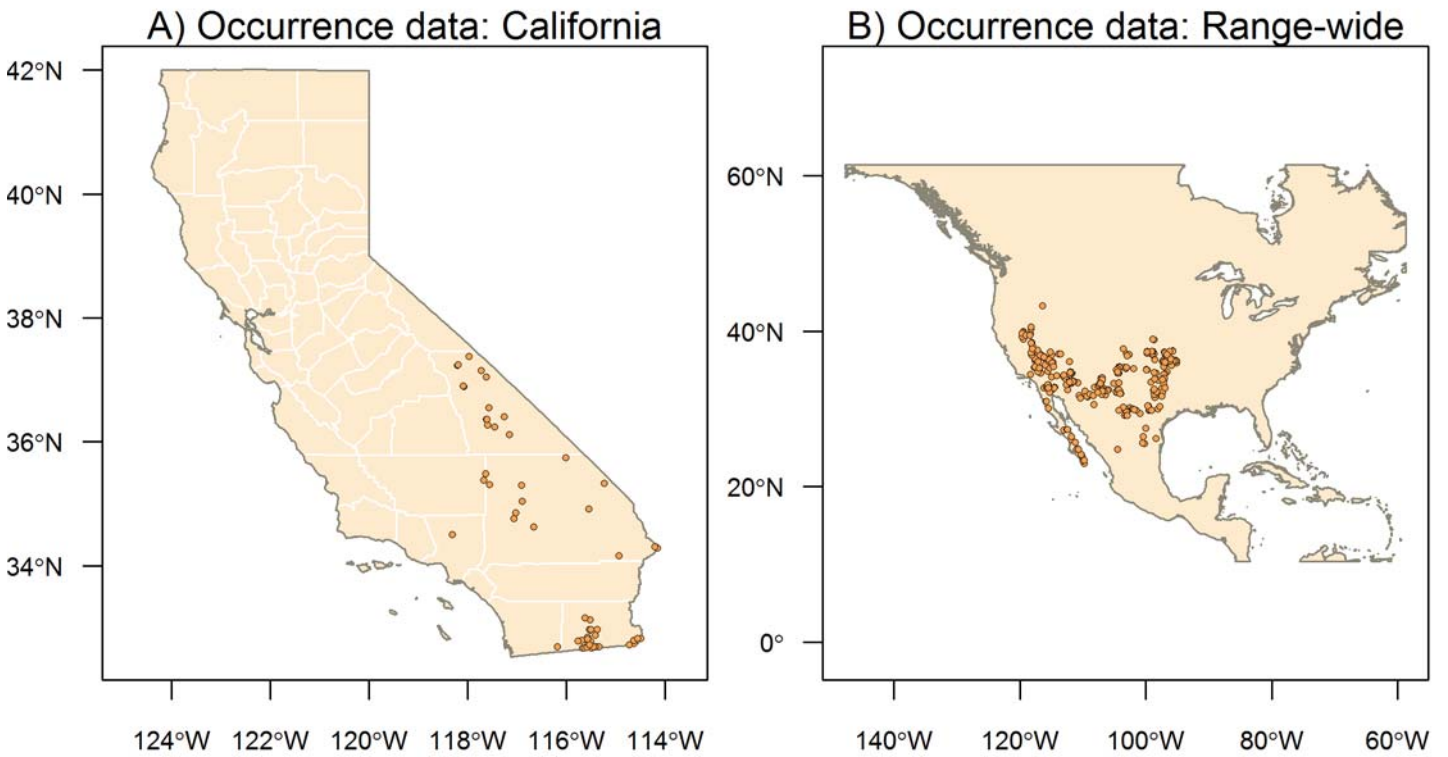 A) Occurrence data: California
42°N
40°N
38°N
36°N
34°N
124°W 122°W 120°W 118°W 116°W 114°W
B) Occurrence data: Range-wide
60°N
40°N
20°N
0°
140°W 120°W 100°W 80°W 60°W